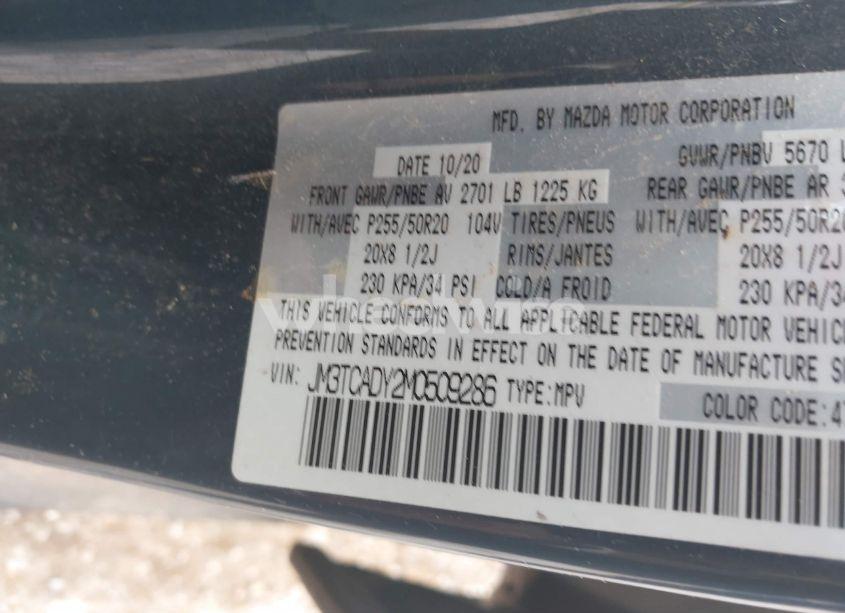 MFD. BY MAZDA MOTOR CORPORATION
DATE 10/20
GVWR/PNBV 5670
FRONT GAWR/PNBE AV 2701 LB 1225 KG
REAR GAWR/PNBE AR
WITH/AVEC P255/50R20 104V TIRES/PNEUS WITH/AVEC P255/50R20
20X8 1/2J RIMS/JANTES 20X8 1/2J
230 KPA/34 PSI COLD/A FROID 230 KPA/34
THIS VEHICLE CONFORMS TO ALL APPLICABLE FEDERAL MOTOR VEHIC
PREVENTION STANDARDS IN EFFECT ON THE DATE OF MANUFACTURE S
VIN: JM3TCADY2M0509286 TYPE:MPV
COLOR CODE:4